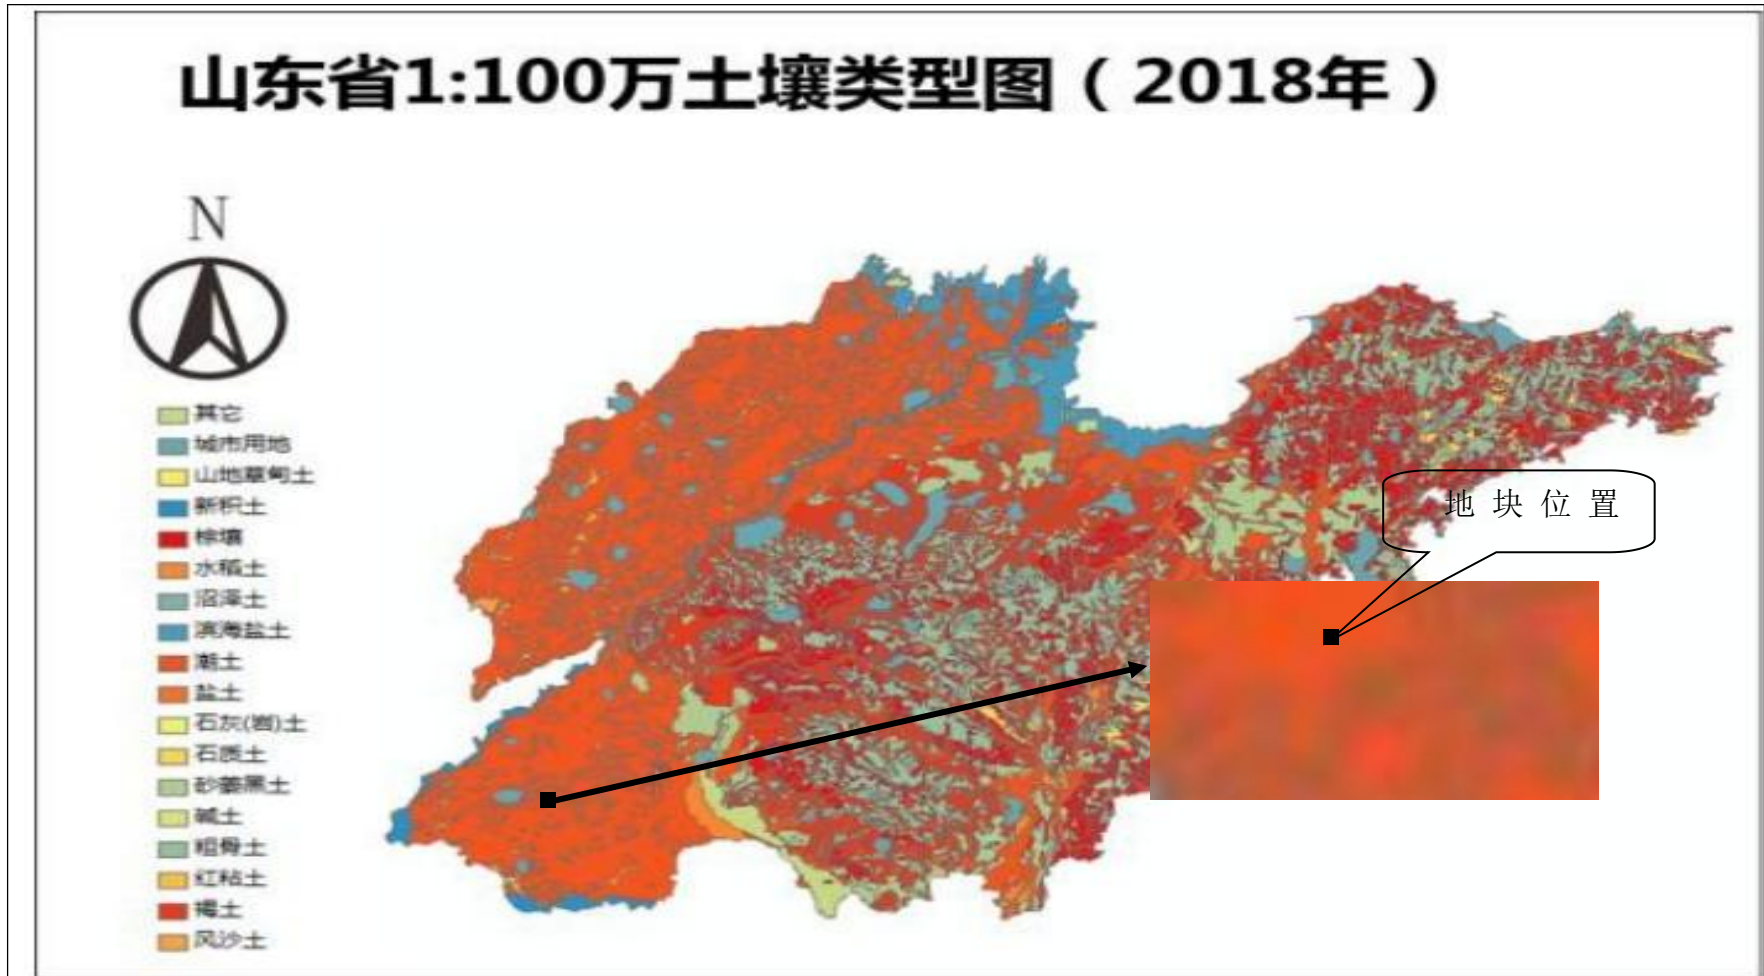 山东省1:100万土壤类型图（2018年）
N
其它
城市用地
山地草甸土
新积土
棕壤
水稻土
沼泽土
滨海盐土
潮土
盐土
石灰(岩)土
石质土
砂姜黑土
碱土
粗骨土
红粘土
褐土
风沙土
地块位置